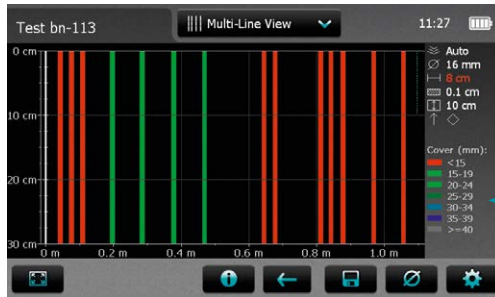 Test bn-113
Multi-Line View
11:27
0 cm
10 cm
20 cm
30 cm
0 m
0.2 m
0.4 m
0.6 m
0.8 m
1.0 m
Auto
16 mm
8 cm
0.1 cm
10 cm
Cover (mm):
<15
15-19
20-24
25-29
30-34
35-39
>=40